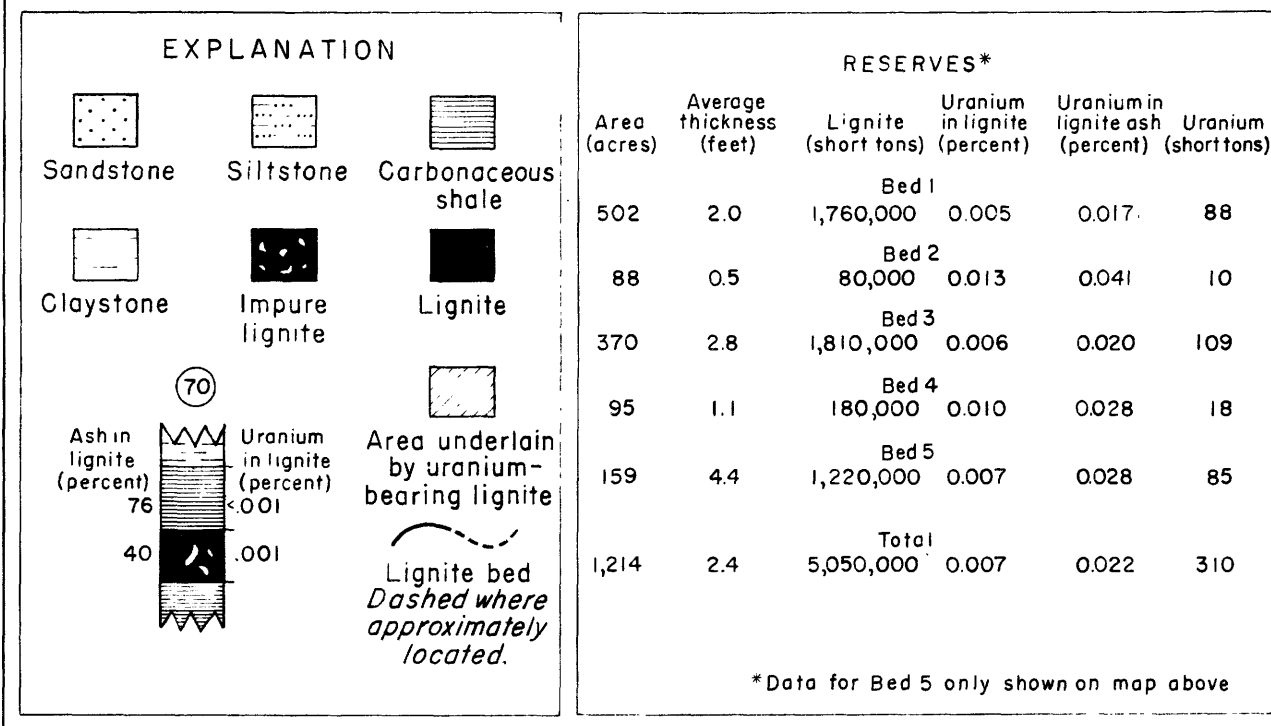 EXPLANATION
Sandstone
Siltstone
Carbonaceous
shale
Claystone
Impure
lignite
Lignite
70
Ash in
lignite
(percent)
Uranium
in lignite
(percent)
76
<.001
40
.001
Area underlain
by uranium-
bearing lignite
Lignite bed
Dashed where
approximately
located.
RESERVES*
Area
(acres)
Average
thickness
(feet)
Lignite
(short tons)
Uranium
in lignite
(percent)
Uranium in
lignite ash
(percent)
Uranium
(short tons)
Bed 1
502 2.0 1,760,000 0.005 0.017 88
Bed 2
88 0.5 80,000 0.013 0.041 10
Bed 3
370 2.8 1,810,000 0.006 0.020 109
Bed 4
95 1.1 180,000 0.010 0.028 18
Bed 5
159 4.4 1,220,000 0.007 0.028 85
Total
1,214 2.4 5,050,000 0.007 0.022 310
*Data for Bed 5 only shown on map above